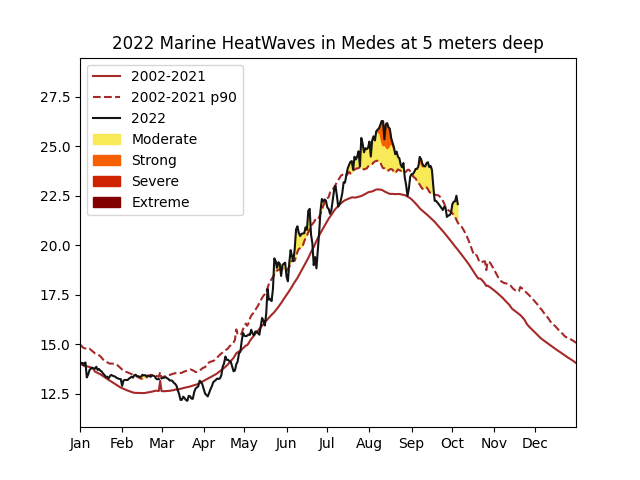 2022 Marine HeatWaves in Medes at 5 meters deep
2002-2021
2002-2021 p90
2022
Moderate
Strong
Severe
Extreme
27.5
25.0
22.5
20.0
17.5
15.0
12.5
Jan Feb Mar Apr May Jun Jul Aug Sep Oct Nov Dec